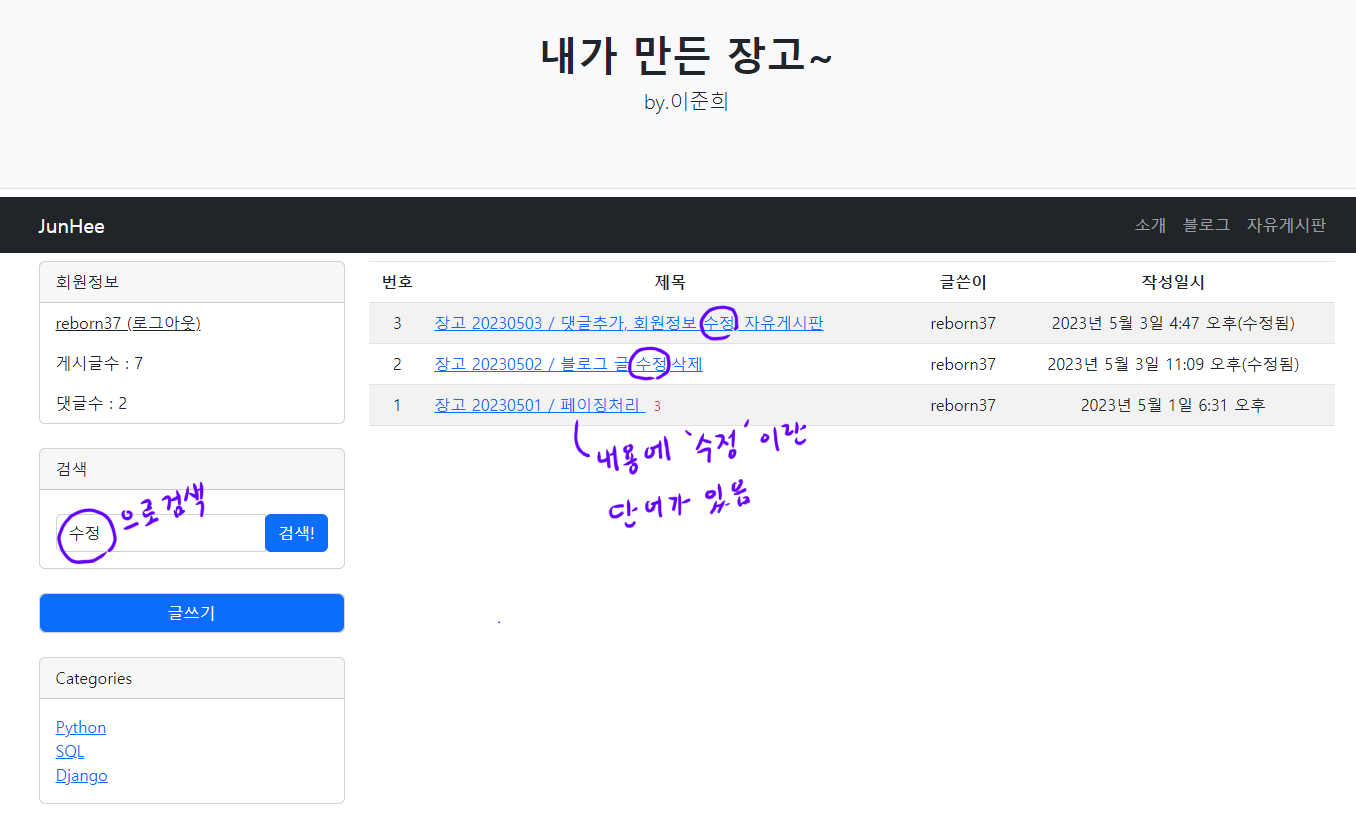 내가 만든 장고~
by.이준희
JunHee
소개 블로그 자유게시판
회원정보
reborn37 (로그아웃)
게시글수 : 7
댓글수 : 2
검색
수정 으로 검색
검색!
글쓰기
Categories
Python
SQL
Django
번호 제목 글쓴이 작성일시
3 장고 20230503 / 댓글추가, 회원정보 수정, 자유게시판 reborn37 2023년 5월 3일 4:47 오후(수정됨)
2 장고 20230502 / 블로그 글 수정 삭제 reborn37 2023년 5월 3일 11:09 오후(수정됨)
1 장고 20230501 / 페이징처리 3 reborn37 2023년 5월 1일 6:31 오후
내용에 '수정' 이란
단어가 있음